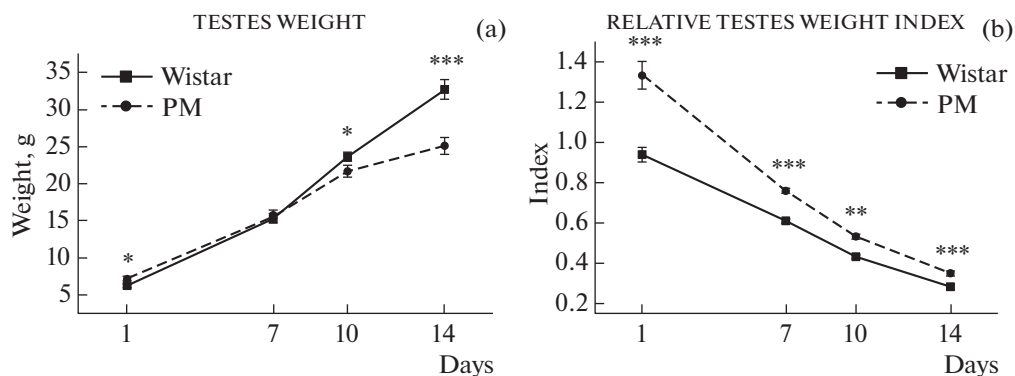 TESTES WEIGHT
(a)
***
35
Wistar
30
PM
25
*
20
15
10
*
5
Weight, g
1
7
10
14
Days
RELATIVE TESTES WEIGHT INDEX
(b)
***
1.4
Wistar
1.2
PM
1.0
***
0.8
**
0.6
***
0.4
0.2
Index
1
7
10
14
Days